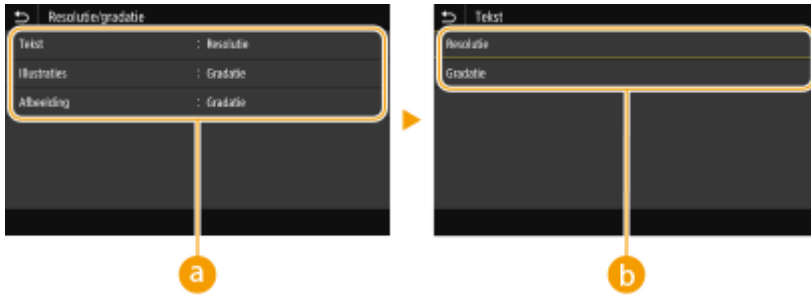 Resolutie/gradatie
Tekst : Resolutie
Illustraties : Gradatie
Afbeelding : Gradatie
a
Tekst
Resolutie
Gradatie
b